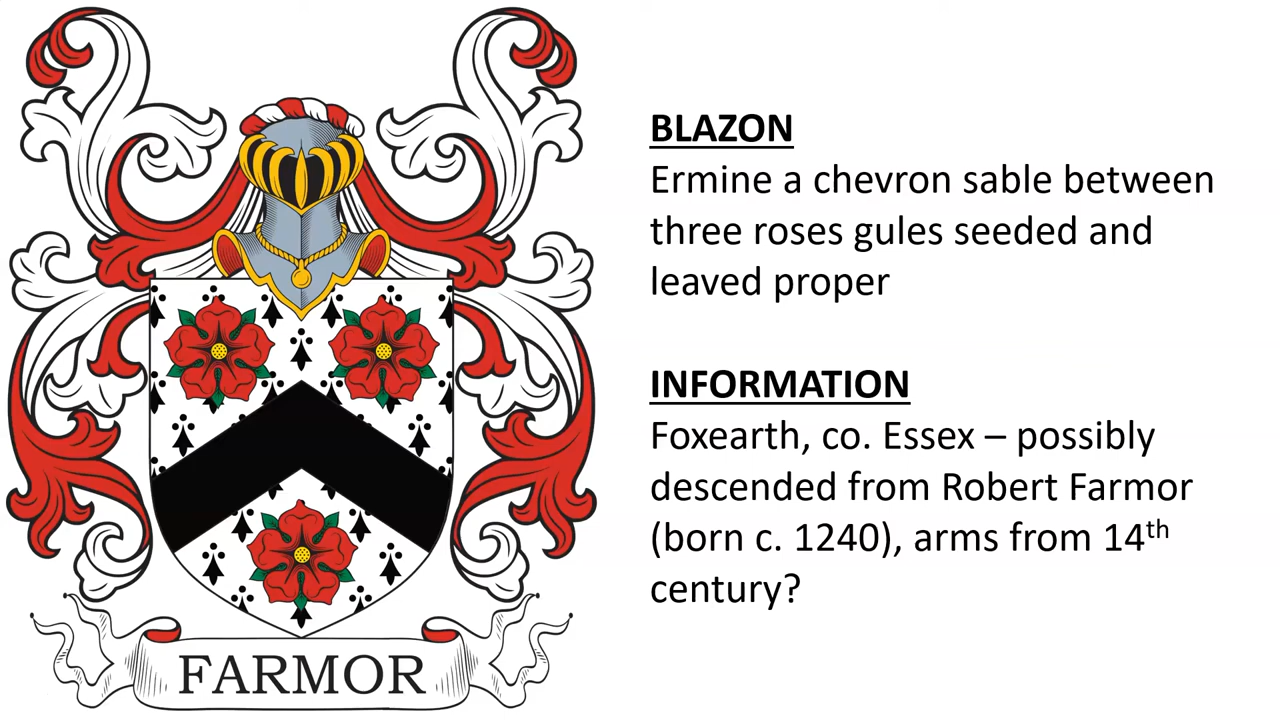 BLAZON
Ermine a chevron sable between
three roses gules seeded and
leaved proper
INFORMATION
Foxearth, co. Essex – possibly
descended from Robert Farmor
(born c. 1240), arms from 14th
century?
FARMOR